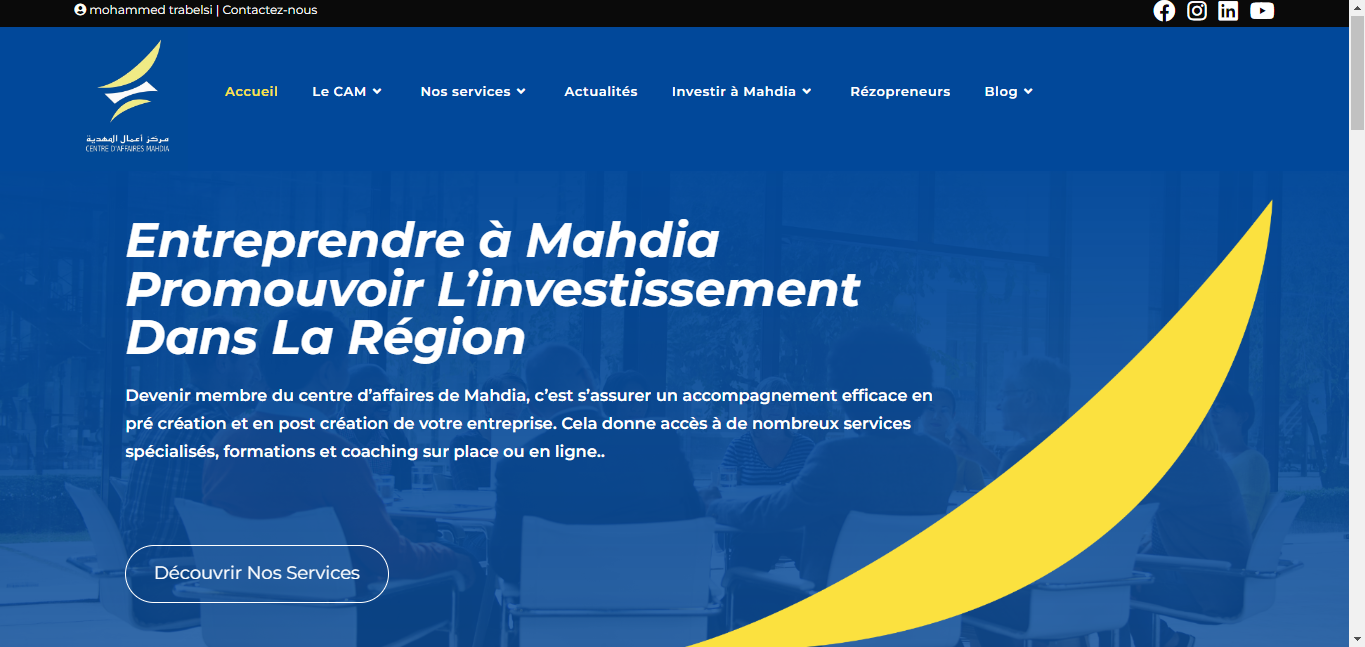 mohammed trabelsi | Contactez-nous
مركز أعمال المهدية
CENTRE D'AFFAIRES MAHDIA
Accueil
Le CAM
Nos services
Actualités
Investir à Mahdia
Rézopreneurs
Blog
Entreprendre à Mahdia
Promouvoir L’investissement
Dans La Région
Devenir membre du centre d’affaires de Mahdia, c’est s’assurer un accompagnement efficace en
pré création et en post création de votre entreprise. Cela donne accès à de nombreux services
spécialisés, formations et coaching sur place ou en ligne..
Découvrir Nos Services